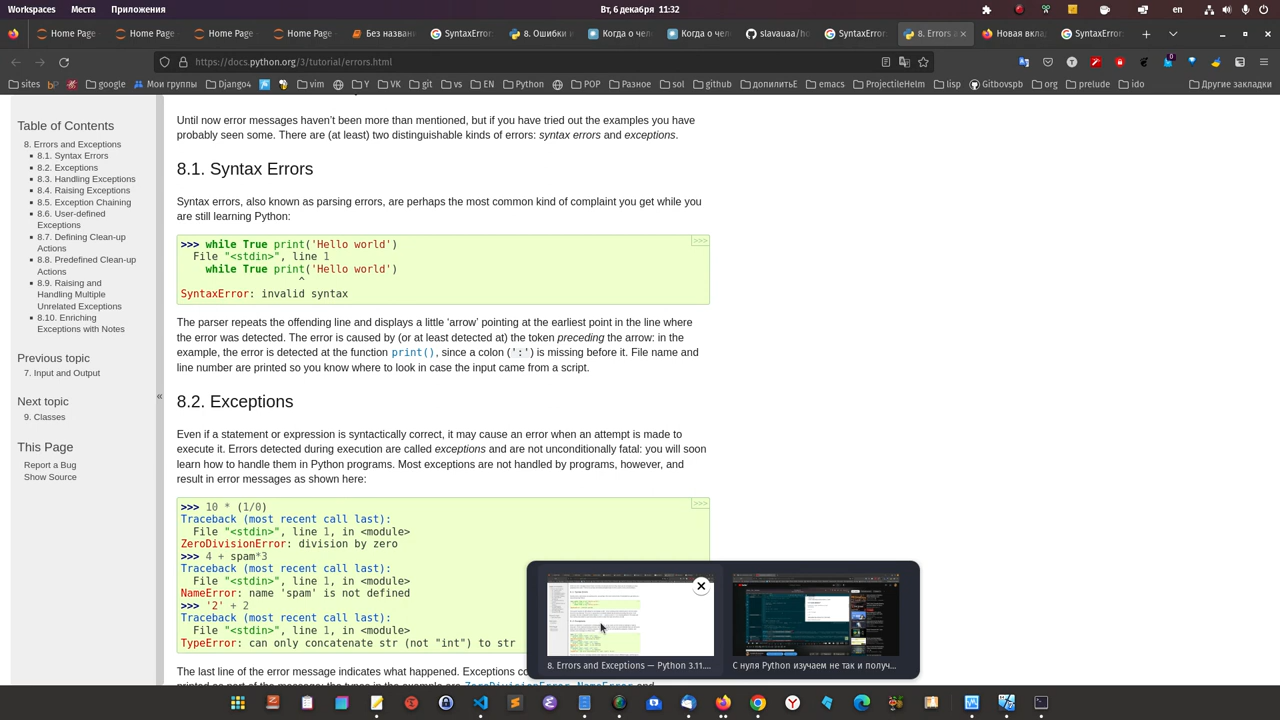 Workspaces Места Приложения Вт, 6 декабря 11:32 en en
Home Page - Home Page - Home Page - Home Page - Без названи SyntaxError 8. Ошибки и Когда о чел Когда о чел slavauaa/ho SyntaxError 8. Errors a Новая вкла SyntaxError
https://docs.python.org/3/tutorial/errors.html
sites google Мои группы Django4 vim Y VK git vs EN Python POP Разное sol github допилитьЕ emacs ProjectileHelm lisp Gitbovspb org prelude ido Другие закладки
Until now error messages haven’t been more than mentioned, but if you have tried out the examples you have
probably seen some. There are (at least) two distinguishable kinds of errors: syntax errors and exceptions.
Table of Contents
8. Errors and Exceptions
8.1. Syntax Errors
8.2. Exceptions
8.3. Handling Exceptions
8.4. Raising Exceptions
8.5. Exception Chaining
8.6. User-defined
Exceptions
8.7. Defining Clean-up
Actions
8.8. Predefined Clean-up
Actions
8.9. Raising and
Handling Multiple
Unrelated Exceptions
8.10. Enriching
Exceptions with Notes
Previous topic
7. Input and Output
Next topic
9. Classes
This Page
Report a Bug
Show Source
«
8.1. Syntax Errors
Syntax errors, also known as parsing errors, are perhaps the most common kind of complaint you get while you
are still learning Python:
>>>
>>> while True print('Hello world')
File "<stdin>", line 1
while True print('Hello world')
^
SyntaxError: invalid syntax
The parser repeats the offending line and displays a little ‘arrow’ pointing at the earliest point in the line where
the error was detected. The error is caused by (or at least detected at) the token preceding the arrow: in the
example, the error is detected at the function print(), since a colon (':') is missing before it. File name and
line number are printed so you know where to look in case the input came from a script.
8.2. Exceptions
Even if a statement or expression is syntactically correct, it may cause an error when an attempt is made to
execute it. Errors detected during execution are called exceptions and are not unconditionally fatal: you will soon
learn how to handle them in Python programs. Most exceptions are not handled by programs, however, and
result in error messages as shown here:
>>>
>>> 10 * (1/0)
Traceback (most recent call last):
File "<stdin>", line 1, in <module>
ZeroDivisionError: division by zero
>>> 4 + spam*3
Traceback (most recent call last):
File "<stdin>", line 1, in <module>
NameError: name 'spam' is not defined
>>> '2' + 2
Traceback (most recent call last):
File "<stdin>", line 1, in <module>
TypeError: can only concatenate str (not "int") to str
The last line of the error message indicates what happened. Exceptions co
8. Errors and Exceptions — Python 3.11....
С нуля Python изучаем не так и получ...